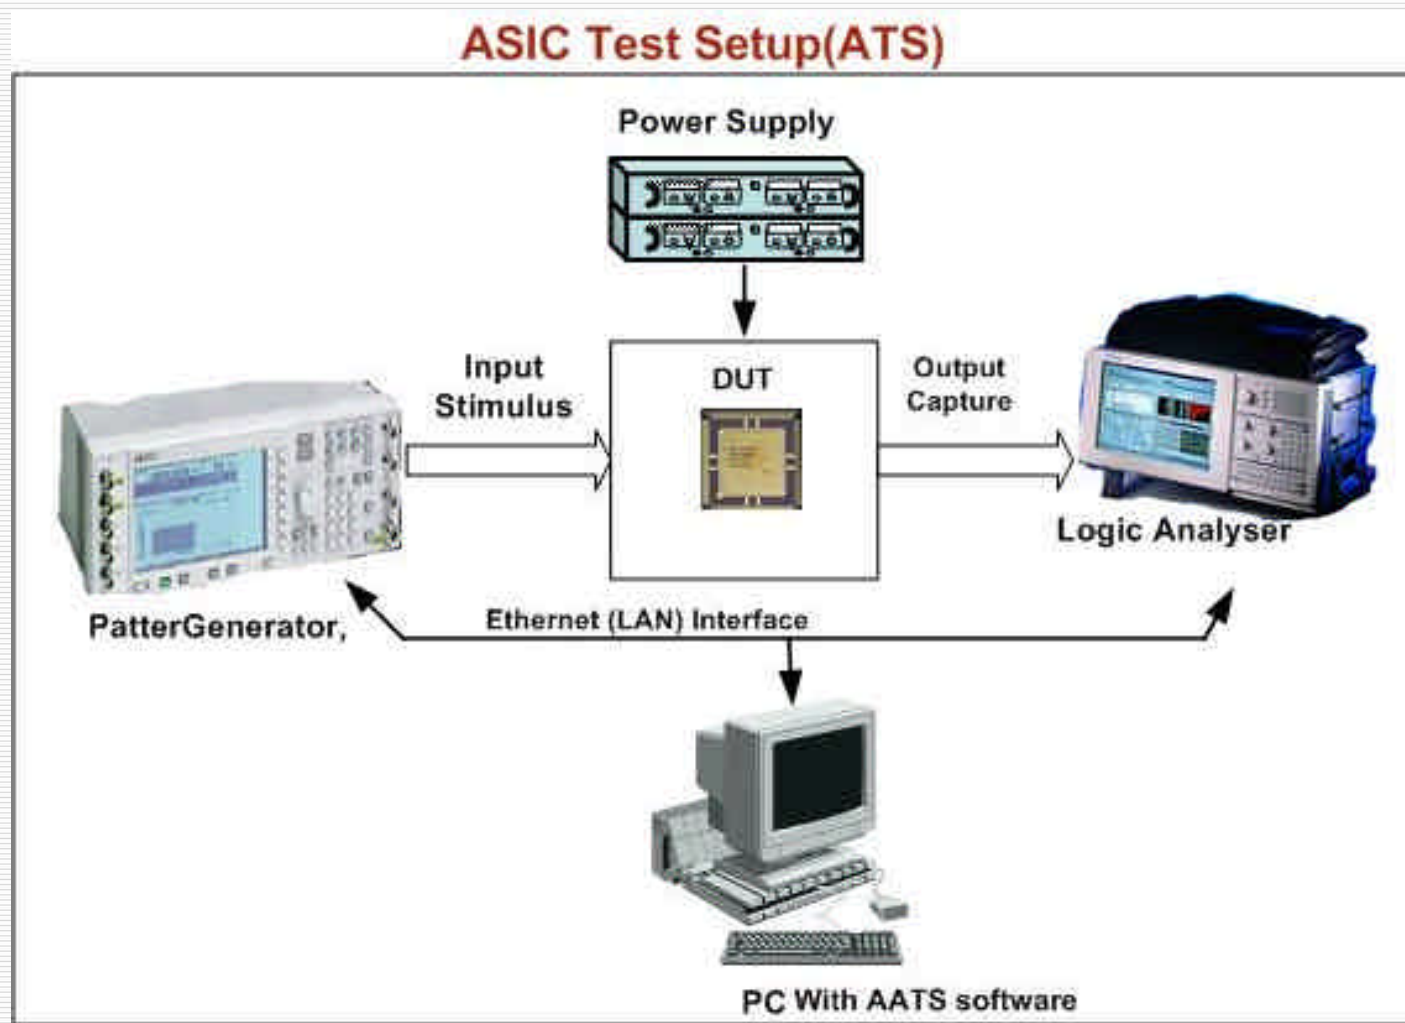 ASIC Test Setup(ATS)
Power Supply
Input
Stimulus
DUT
Output
Capture
Logic Analyser
PatterGenerator,
Ethernet (LAN) Interface
PC With AATS software